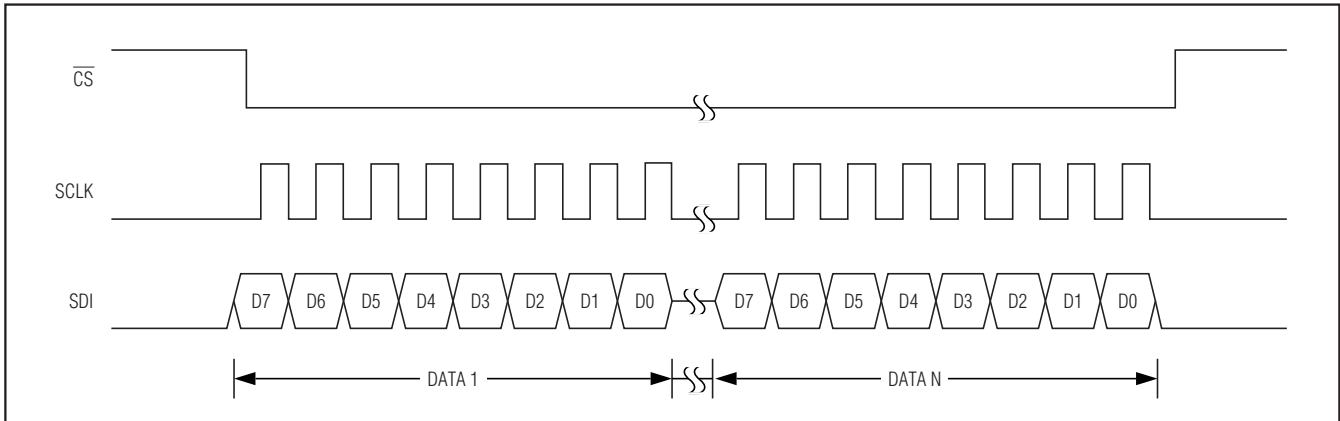 C̅S̅
SCLK
SDI
D7 D6 D5 D4 D3 D2 D1 D0 D7 D6 D5 D4 D3 D2 D1 D0
DATA 1 DATA N